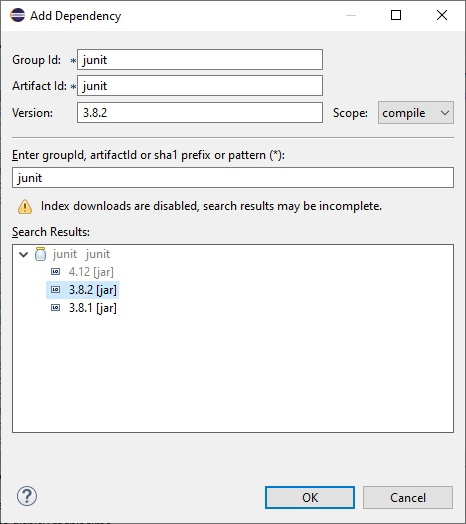 Add Dependency
Group Id: * junit
Artifact Id: * junit
Version: 3.8.2 Scope: compile
Enter groupId, artifactId or sha1 prefix or pattern (*):
junit
Index downloads are disabled, search results may be incomplete.
Search Results:
junit junit
4.12 [jar]
3.8.2 [jar]
3.8.1 [jar]
? OK Cancel